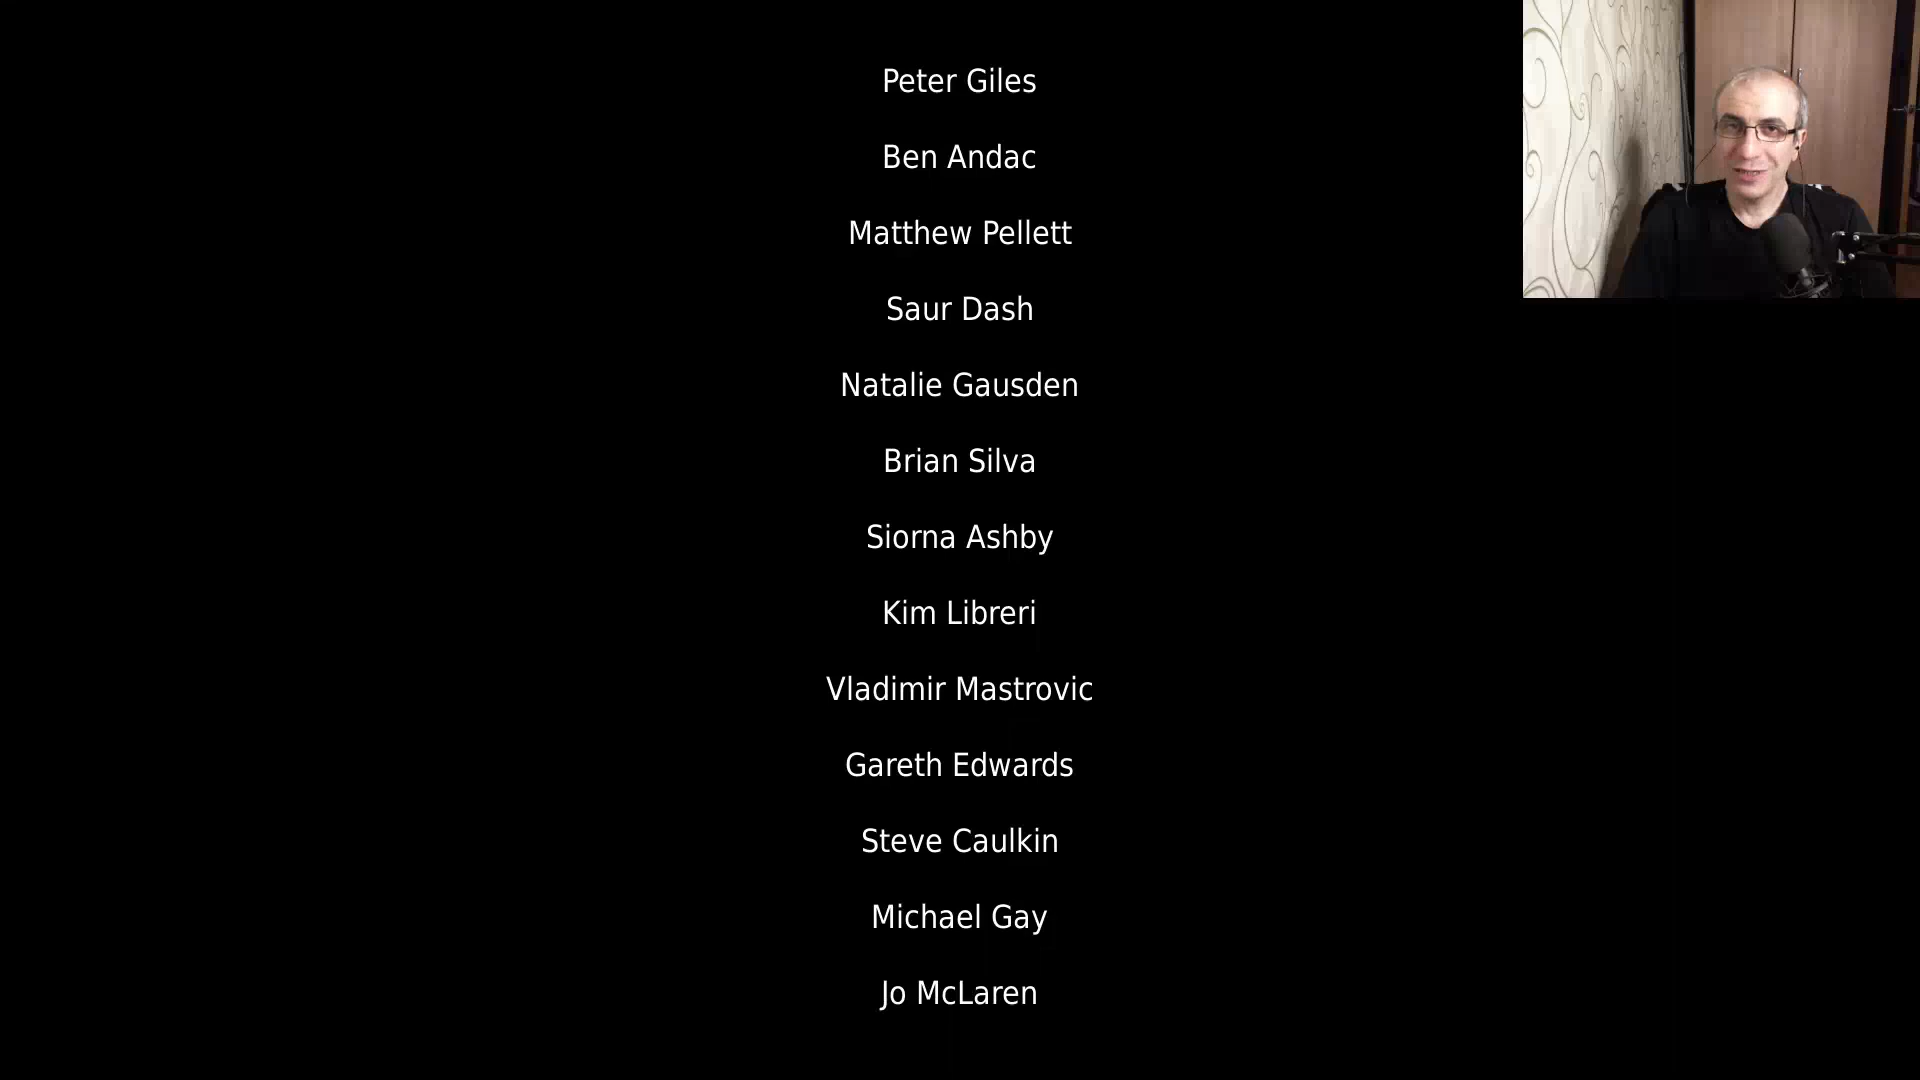 Peter Giles
Ben Andac
Matthew Pellett
Saur Dash
Natalie Gausden
Brian Silva
Siorna Ashby
Kim Libreri
Vladimir Mastrovic
Gareth Edwards
Steve Caulkin
Michael Gay
Jo McLaren